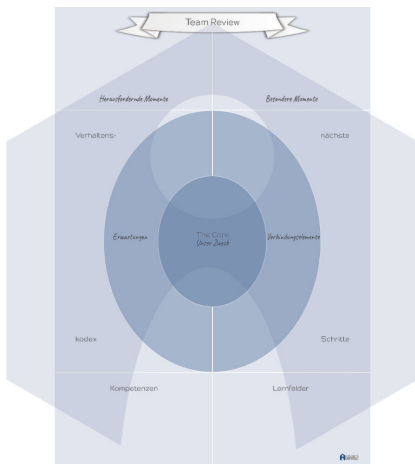 Team Review
Herausfordernde Momente
Besondere Momente
Verhaltens-
nächste
Erwartungen
The Core
Unser Zweck
Verbindungselemente
kodex
Schritte
Kompetenzen
Lernfelder